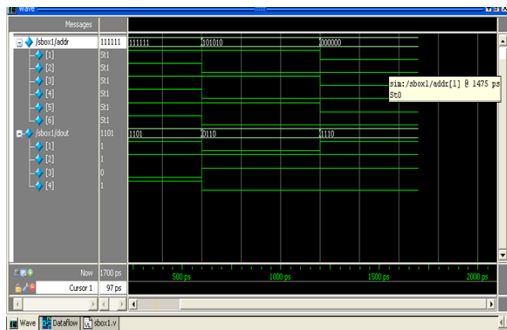 wave
Messages
/sbox1/addr 111111 111111 101010 000000
[1] St1
[2] St1
[3] St1
[4] St1
[5] St1
[6] St1
sim:/sbox1/addr[1] @ 1475 ps
St0
/sbox1/dout 1101 1101 0110 1110
[1] 1
[2] 1
[3] 0
[4] 1
Now 1700 ps 500 ps 1000 ps 1500 ps 2000 ps
Cursor 1 97 ps
Wave Dataflow sbox1.v